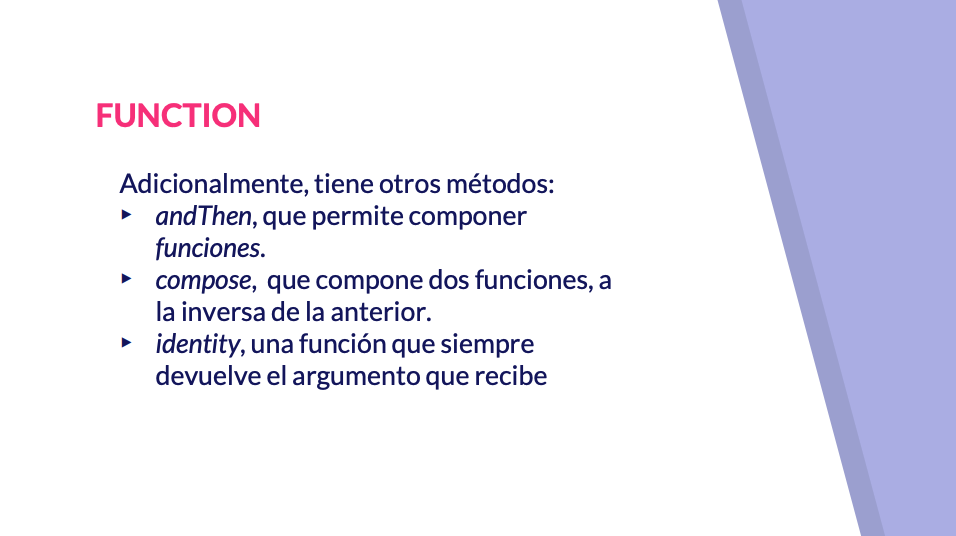 FUNCTION
Adicionalmente, tiene otros métodos:
▸ andThen, que permite componer
funciones.
▸ compose, que compone dos funciones, a
la inversa de la anterior.
▸ identity, una función que siempre
devuelve el argumento que recibe